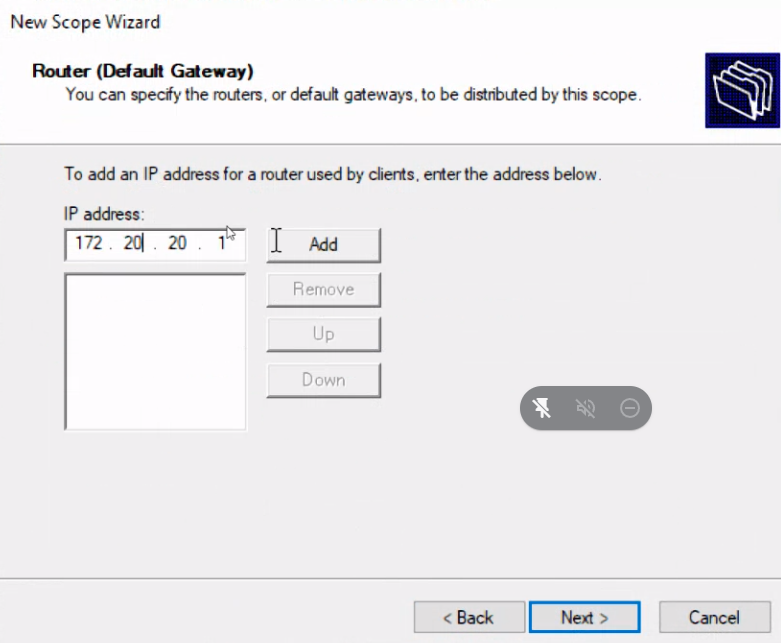 New Scope Wizard
Router (Default Gateway)
You can specify the routers, or default gateways, to be distributed by this scope.
To add an IP address for a router used by clients, enter the address below.
IP address:
172 . 20 . 20 . 1
Add
Remove
Up
Down
< Back
Next >
Cancel